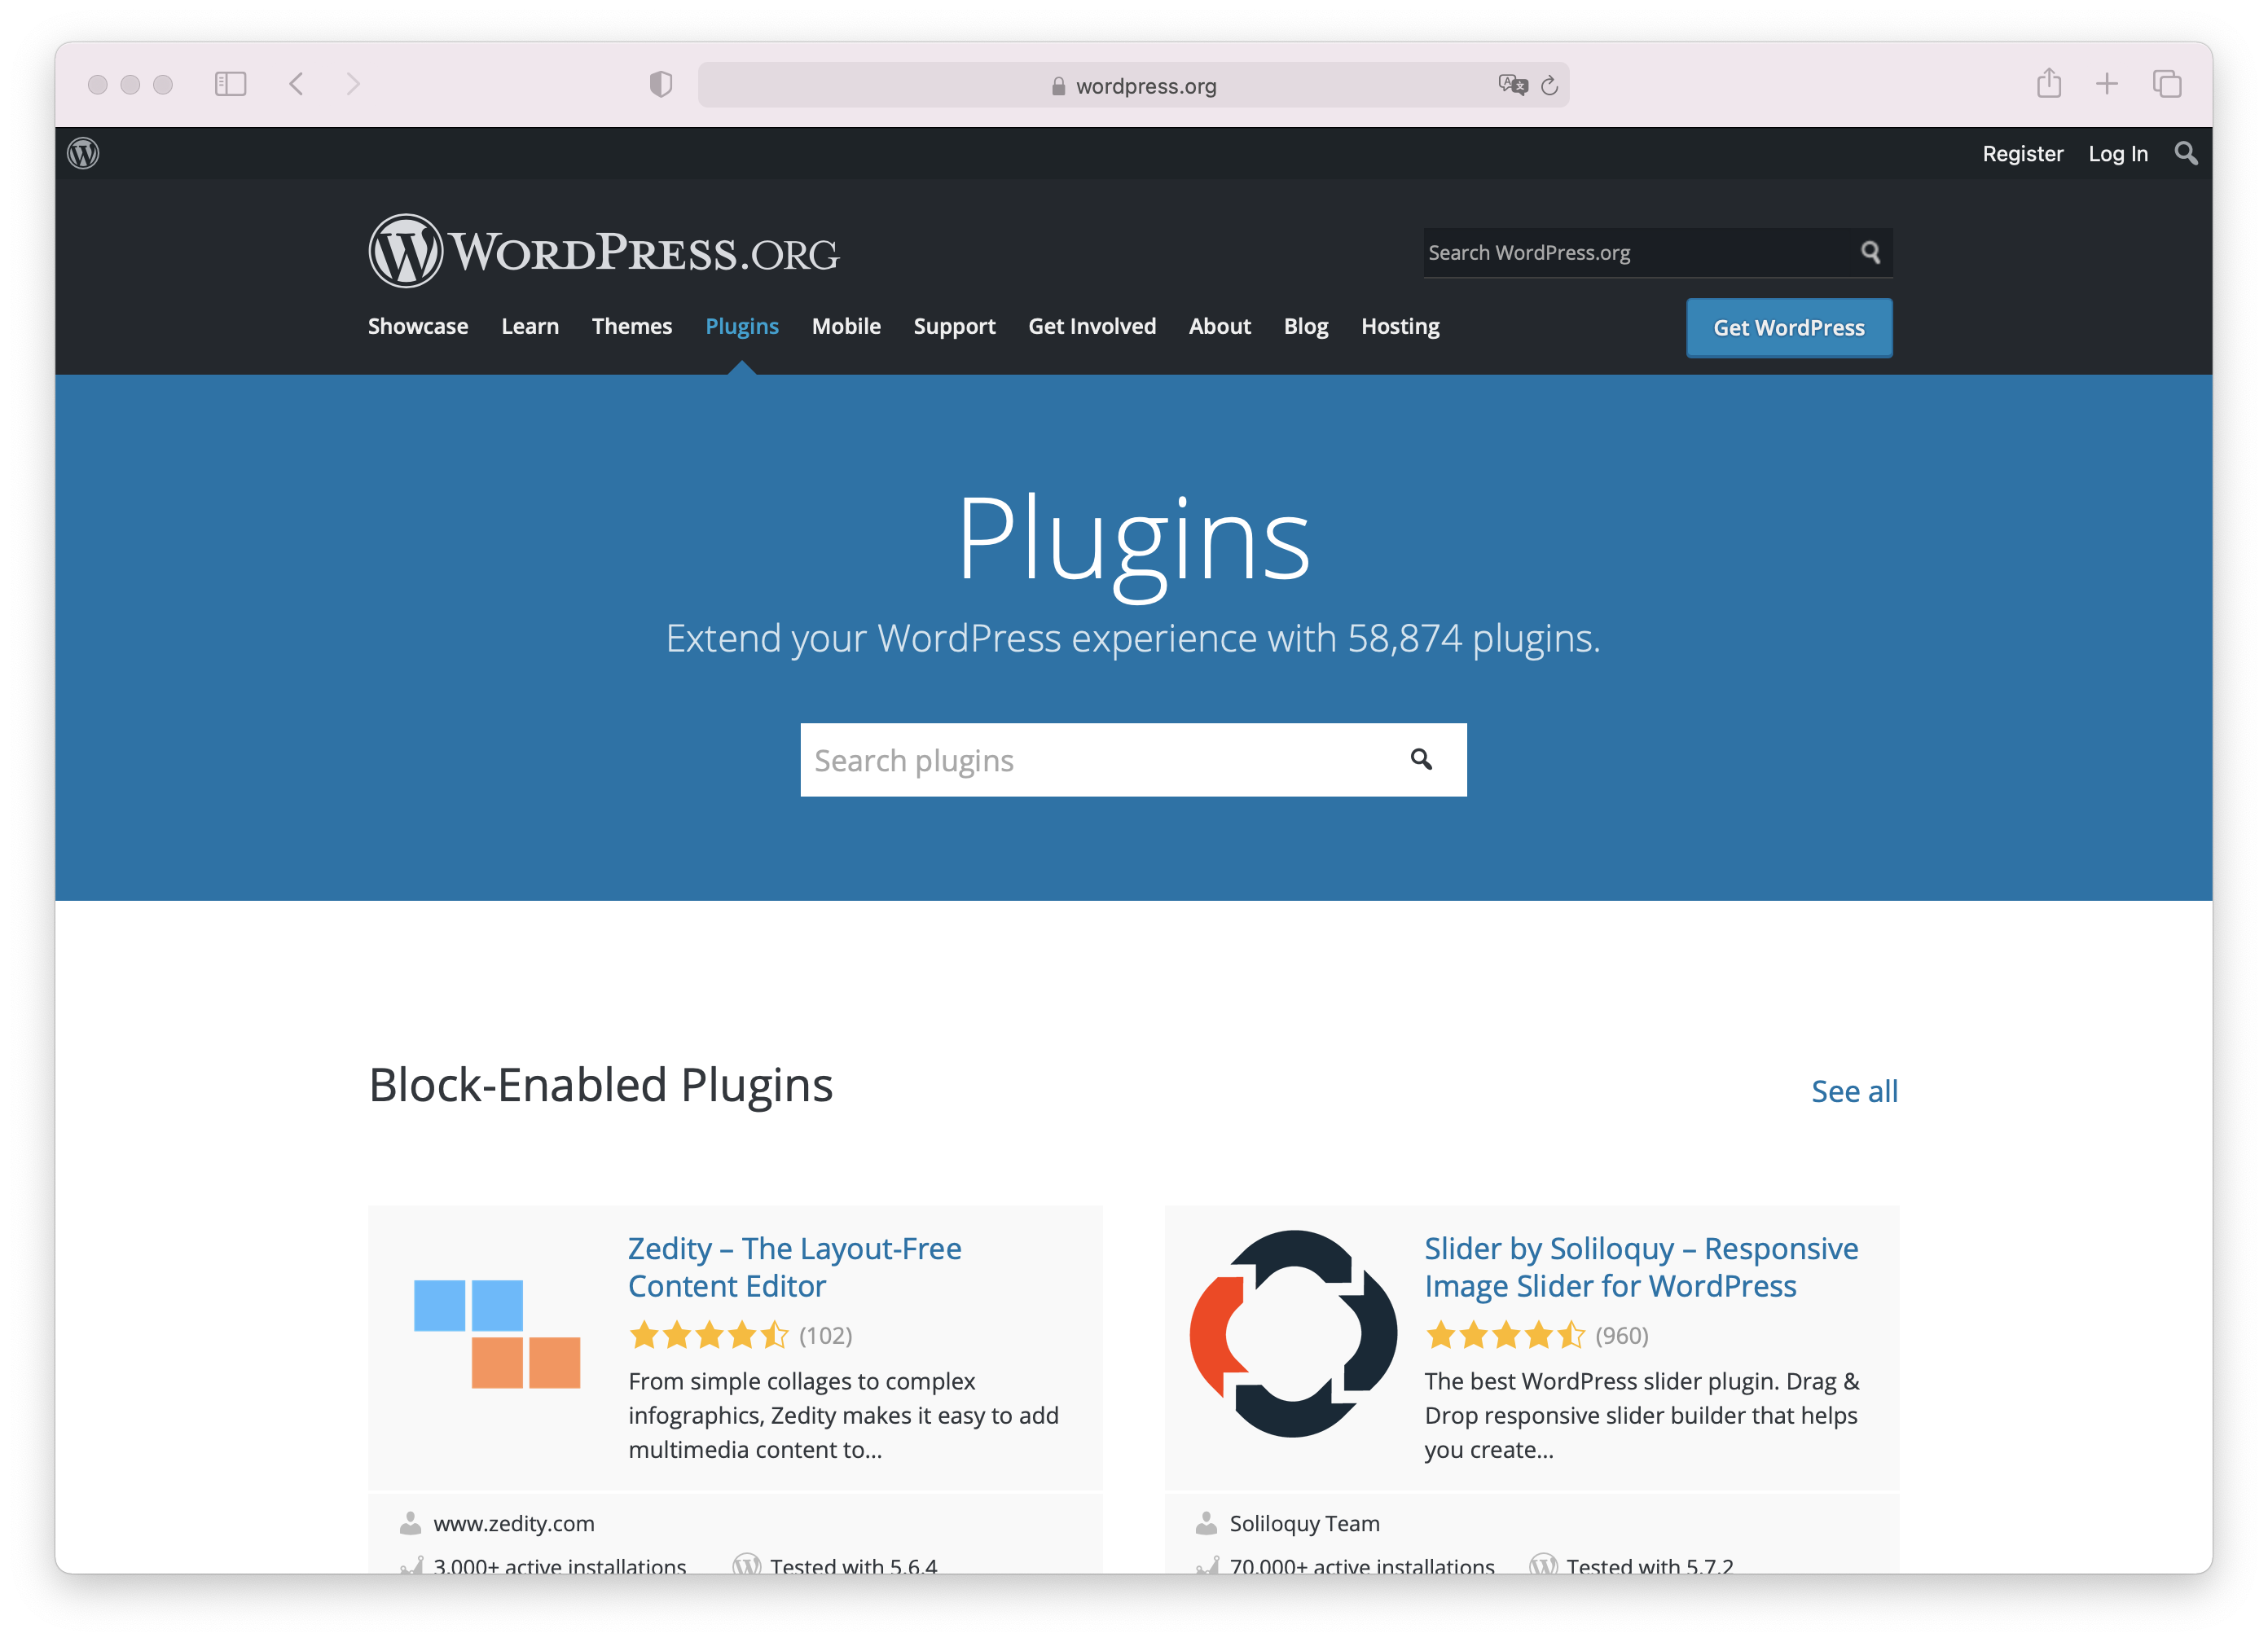 wordpress.org
Register Log In
WORDPRESS.ORG
Search WordPress.org
Showcase Learn Themes Plugins Mobile Support Get Involved About Blog Hosting
Get WordPress
Plugins
Extend your WordPress experience with 58,874 plugins.
Search plugins
Block-Enabled Plugins
See all
Zedity – The Layout-Free
Content Editor
(102)
From simple collages to complex
infographics, Zedity makes it easy to add
multimedia content to...
www.zedity.com
3,000+ active installations
Tested with 5.6.4
Slider by Soliloquy – Responsive
Image Slider for WordPress
(960)
The best WordPress slider plugin. Drag &
Drop responsive slider builder that helps
you create...
Soliloquy Team
70,000+ active installations
Tested with 5.7.2